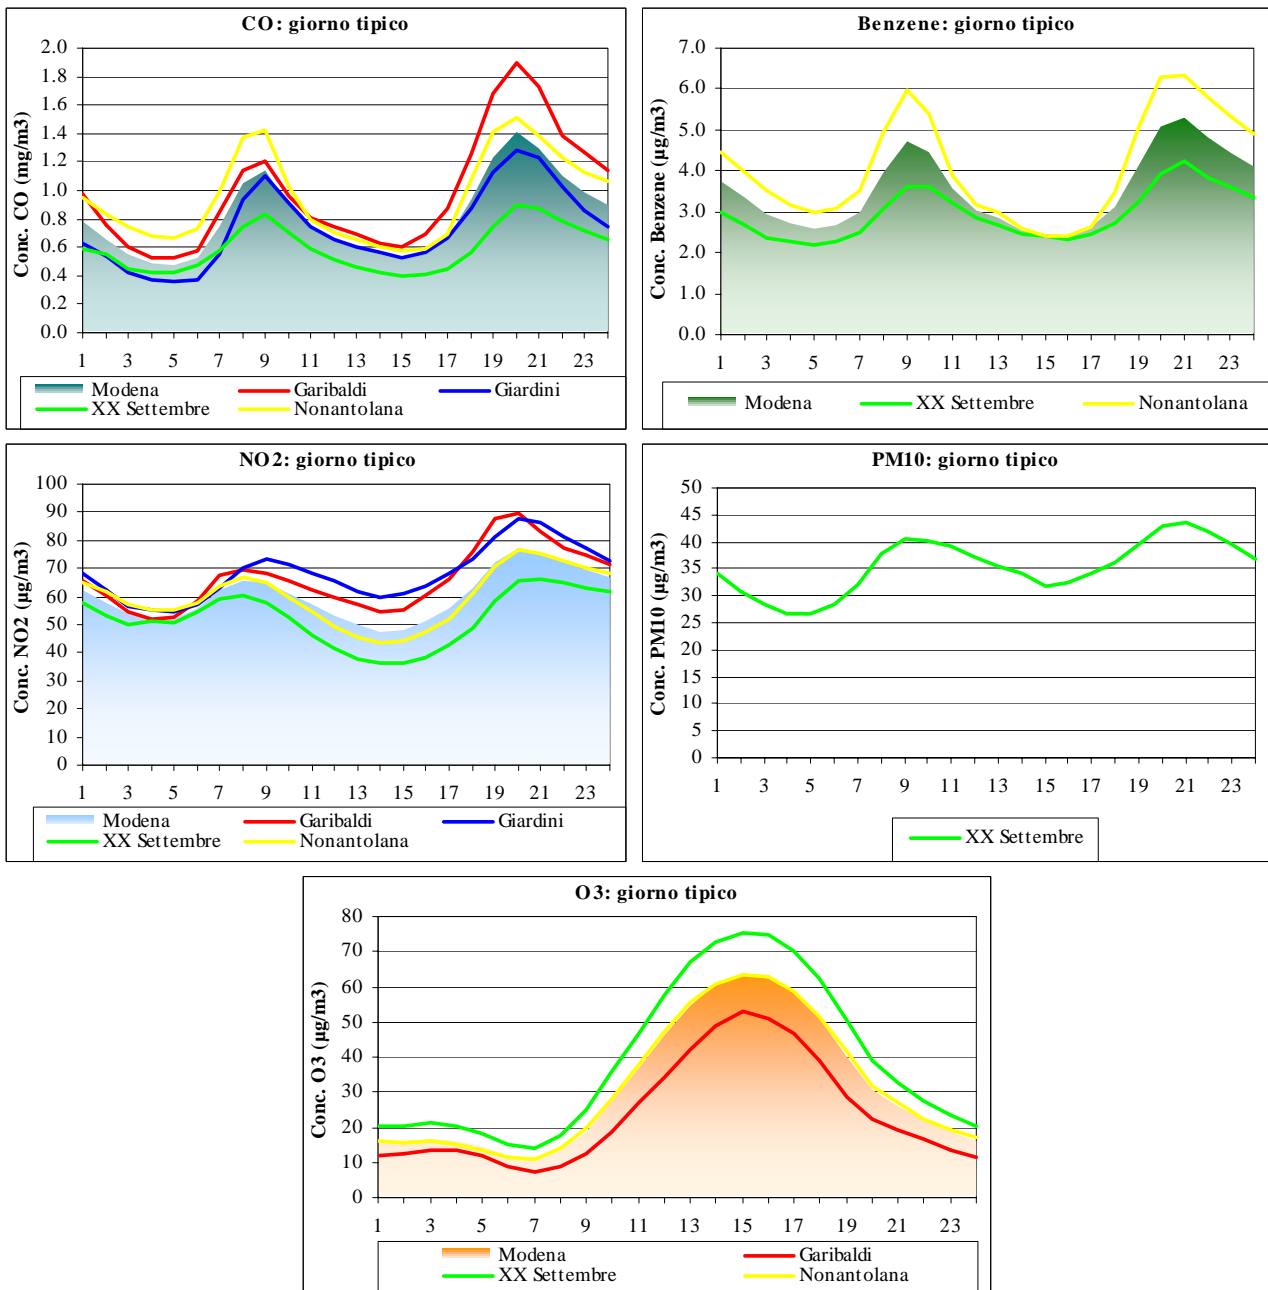 CO: giorno tipico
Conc. CO (mg/m3)
2.0
1.8
1.6
1.4
1.2
1.0
0.8
0.6
0.4
0.2
0.0
1 3 5 7 9 11 13 15 17 19 21 23
Modena Garibaldi Giardini
XX Settembre Nonantolana
Benzene: giorno tipico
Conc. Benzene (µg/m3)
7.0
6.0
5.0
4.0
3.0
2.0
1.0
0.0
1 3 5 7 9 11 13 15 17 19 21 23
Modena XX Settembre Nonantolana
NO2: giorno tipico
Conc. NO2 (µg/m3)
100
90
80
70
60
50
40
30
20
10
0
1 3 5 7 9 11 13 15 17 19 21 23
Modena Garibaldi Giardini
XX Settembre Nonantolana
PM10: giorno tipico
Conc. PM10 (µg/m3)
50
45
40
35
30
25
20
15
10
5
0
1 3 5 7 9 11 13 15 17 19 21 23
XX Settembre
O3: giorno tipico
Conc. O3 (µg/m3)
80
70
60
50
40
30
20
10
0
1 3 5 7 9 11 13 15 17 19 21 23
Modena Garibaldi
XX Settembre Nonantolana